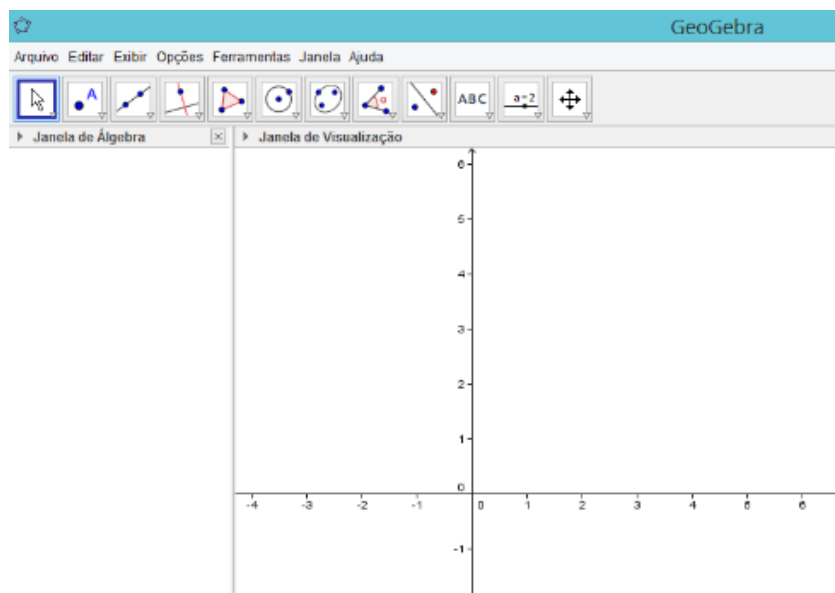 GeoGebra
Arquivo Editar Exibir Opções Ferramentas Janela Ajuda
A α ABC a=2
Janela de Álgebra Janela de Visualização
6
5
4
3
2
1
0
-4 -3 -2 -1 0 1 2 3 4 5 6
-1